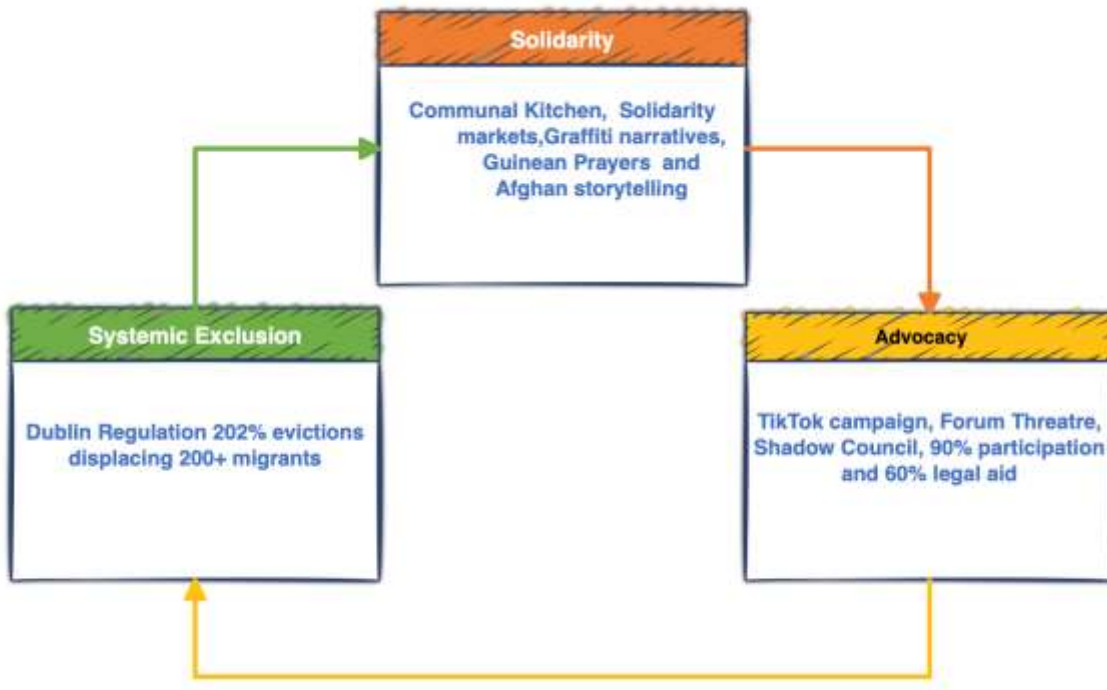 Solidarity
Communal Kitchen, Solidarity
markets,Graffiti narratives,
Guinean Prayers and
Afghan storytelling
Systemic Exclusion
Dublin Regulation 202% evictions
displacing 200+ migrants
Advocacy
TikTok campaign, Forum Threatre,
Shadow Council, 90% participation
and 60% legal aid